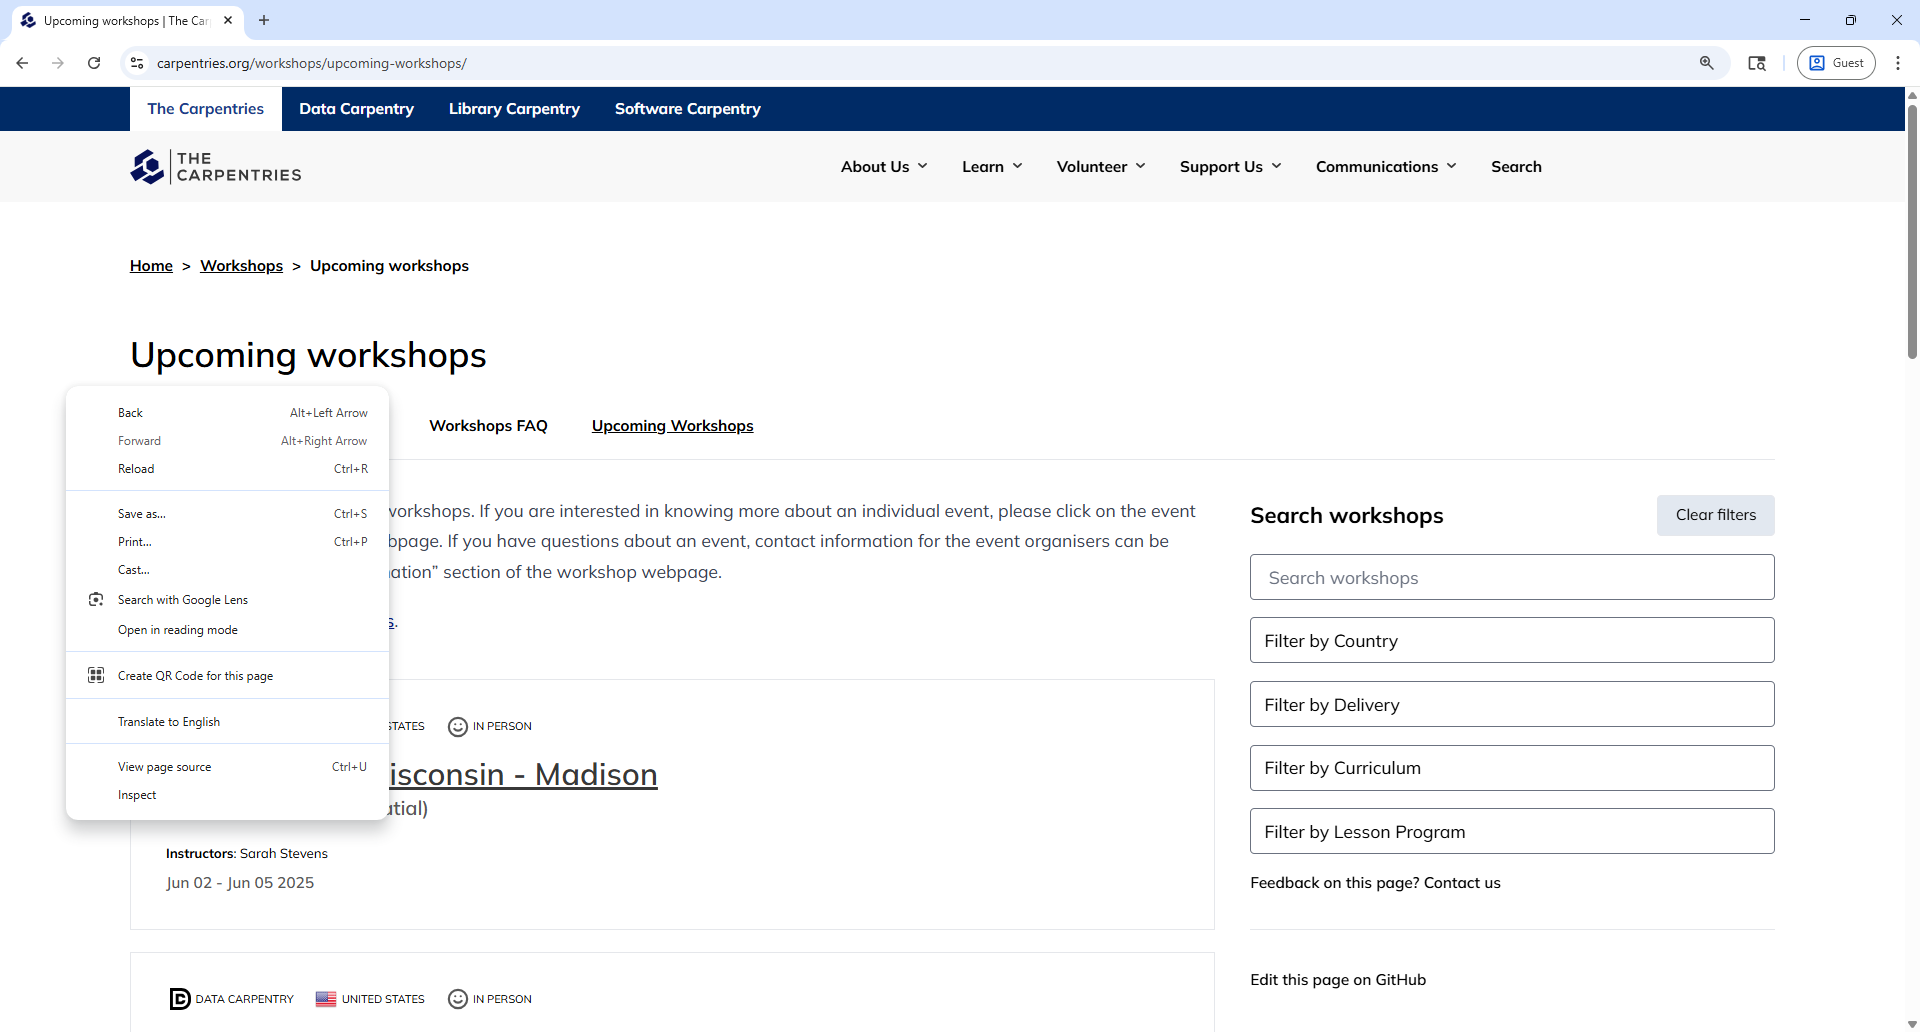 Upcoming workshops | The Car
carpentries.org/workshops/upcoming-workshops/
Guest
The Carpentries
Data Carpentry
Library Carpentry
Software Carpentry
THE
CARPENTRIES
About Us
Learn
Volunteer
Support Us
Communications
Search
Home > Workshops > Upcoming workshops
Upcoming workshops
Workshops FAQ
Upcoming Workshops
Back Alt+Left Arrow
Forward Alt+Right Arrow
Reload Ctrl+R
Save as... Ctrl+S
Print... Ctrl+P
Cast...
Search with Google Lens
Open in reading mode
Create QR Code for this page
Translate to English
View page source Ctrl+U
Inspect
workshops. If you are interested in knowing more about an individual event, please click on the event
page. If you have questions about an event, contact information for the event organisers can be
ation” section of the workshop webpage.
s.
STATES
IN PERSON
isconsin - Madison
tial)
Instructors: Sarah Stevens
Jun 02 - Jun 05 2025
DATA CARPENTRY
UNITED STATES
IN PERSON
Search workshops
Clear filters
Search workshops
Filter by Country
Filter by Delivery
Filter by Curriculum
Filter by Lesson Program
Feedback on this page? Contact us
Edit this page on GitHub